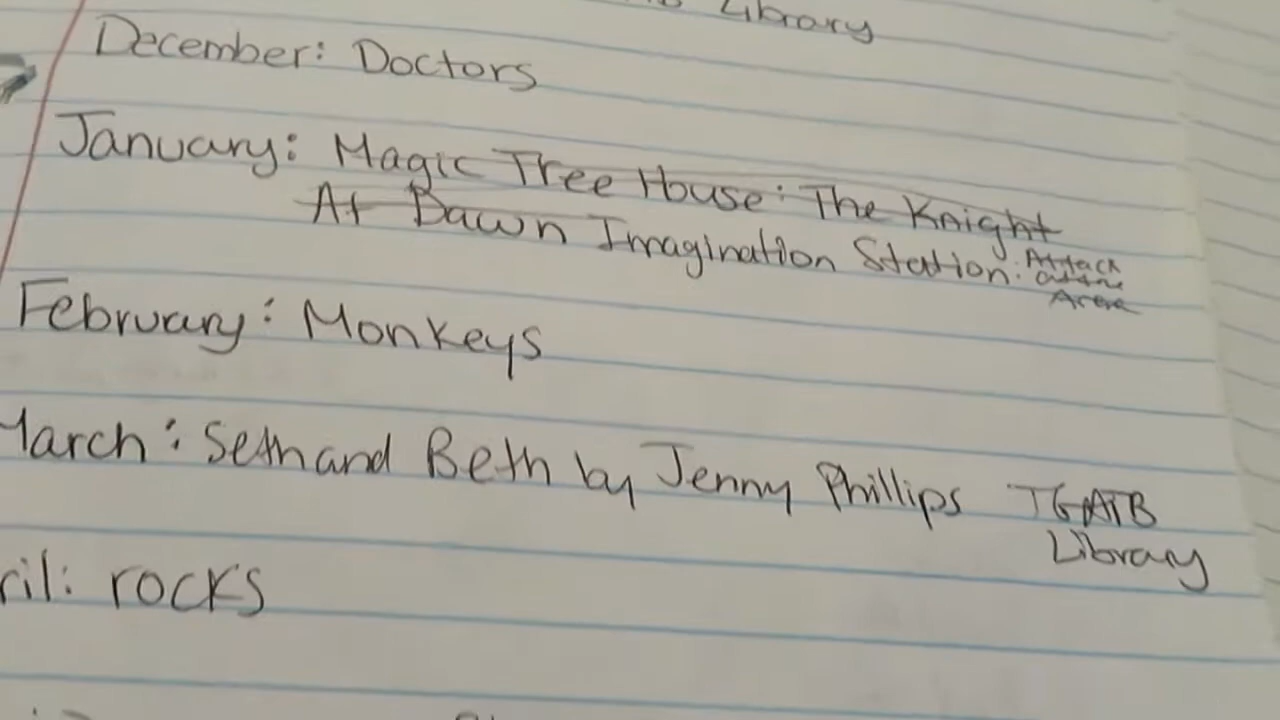 Library
December: Doctors
January: Magic Tree House: The Knight
At Dawn Imagination Station: Attack
at the
Arena
February: Monkeys
March: Seth and Beth by Jenny Phillips TGATB
Library
ril: rocks